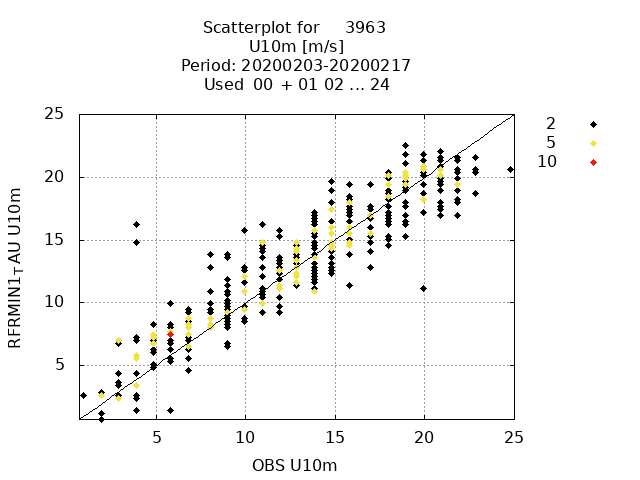 Scatterplot for 3963
U10m [m/s]
Period: 20200203-20200217
Used 00 + 01 02 ... 24
25
20
15
10
5
5
10
15
20
25
RFRMIN1T AU U10m
OBS U10m
2
5
10